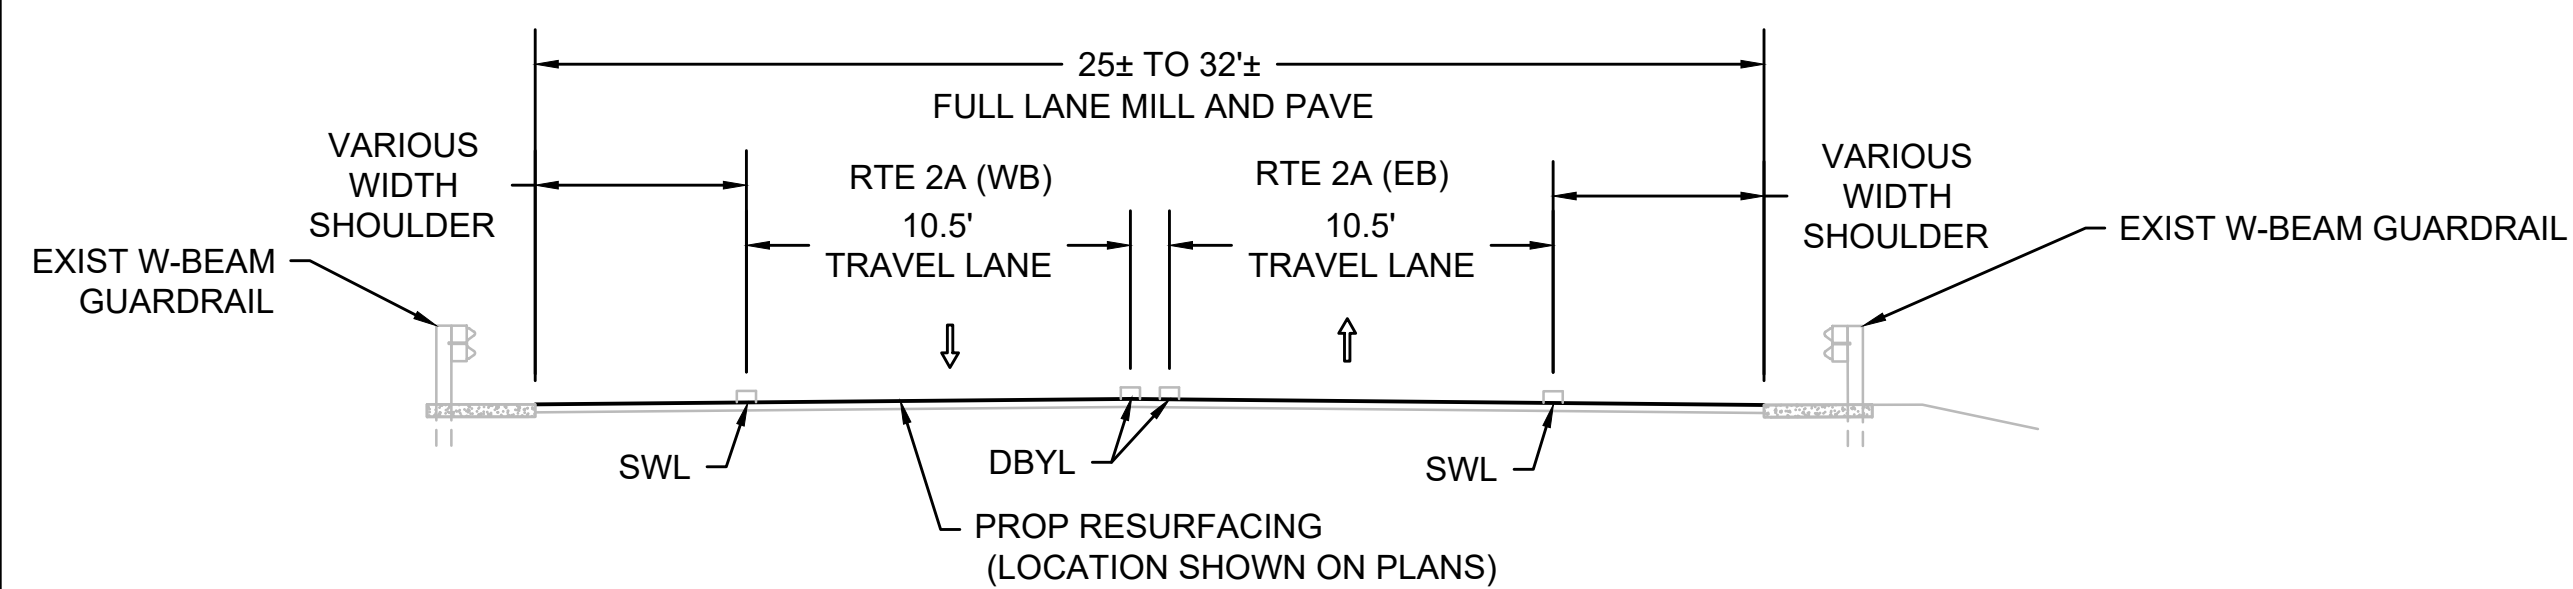 25± TO 32'±
FULL LANE MILL AND PAVE
VARIOUS
WIDTH
SHOULDER
RTE 2A (WB)
10.5'
TRAVEL LANE
RTE 2A (EB)
10.5'
TRAVEL LANE
VARIOUS
WIDTH
SHOULDER
EXIST W-BEAM
GUARDRAIL
EXIST W-BEAM GUARDRAIL
SWL
DBYL
SWL
PROP RESURFACING
(LOCATION SHOWN ON PLANS)